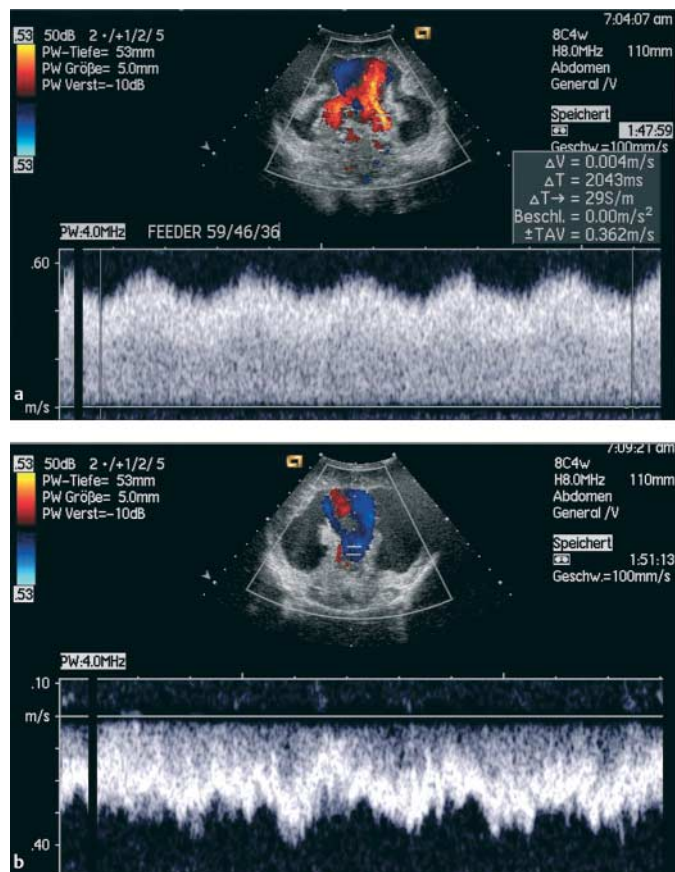 7:04:07 am
.53 50dB 2 •/+1/2/ 5
PW-Tiefe= 53mm
PW Größe= 5.0mm
PW Verst=-10dB
.53
8C4w
H8.0MHz 110mm
Abdomen
General /V
Speichert
1:47:59
Geschw.=100mm/s
ΔV = 0.004m/s
ΔT = 2043ms
ΔT→ = 29S/m
Beschl. = 0.00m/s²
±TAV = 0.362m/s
PW:4.0MHz FEEDER 59/46/36
.60
m/s
a
7:09:21 am
.53 50dB 2 •/+1/2/ 5
PW-Tiefe= 53mm
PW Größe= 5.0mm
PW Verst=-10dB
.53
8C4w
H8.0MHz 110mm
Abdomen
General /V
Speichert
1:51:13
Geschw.=100mm/s
PW:4.0MHz
.10
m/s
.40
b